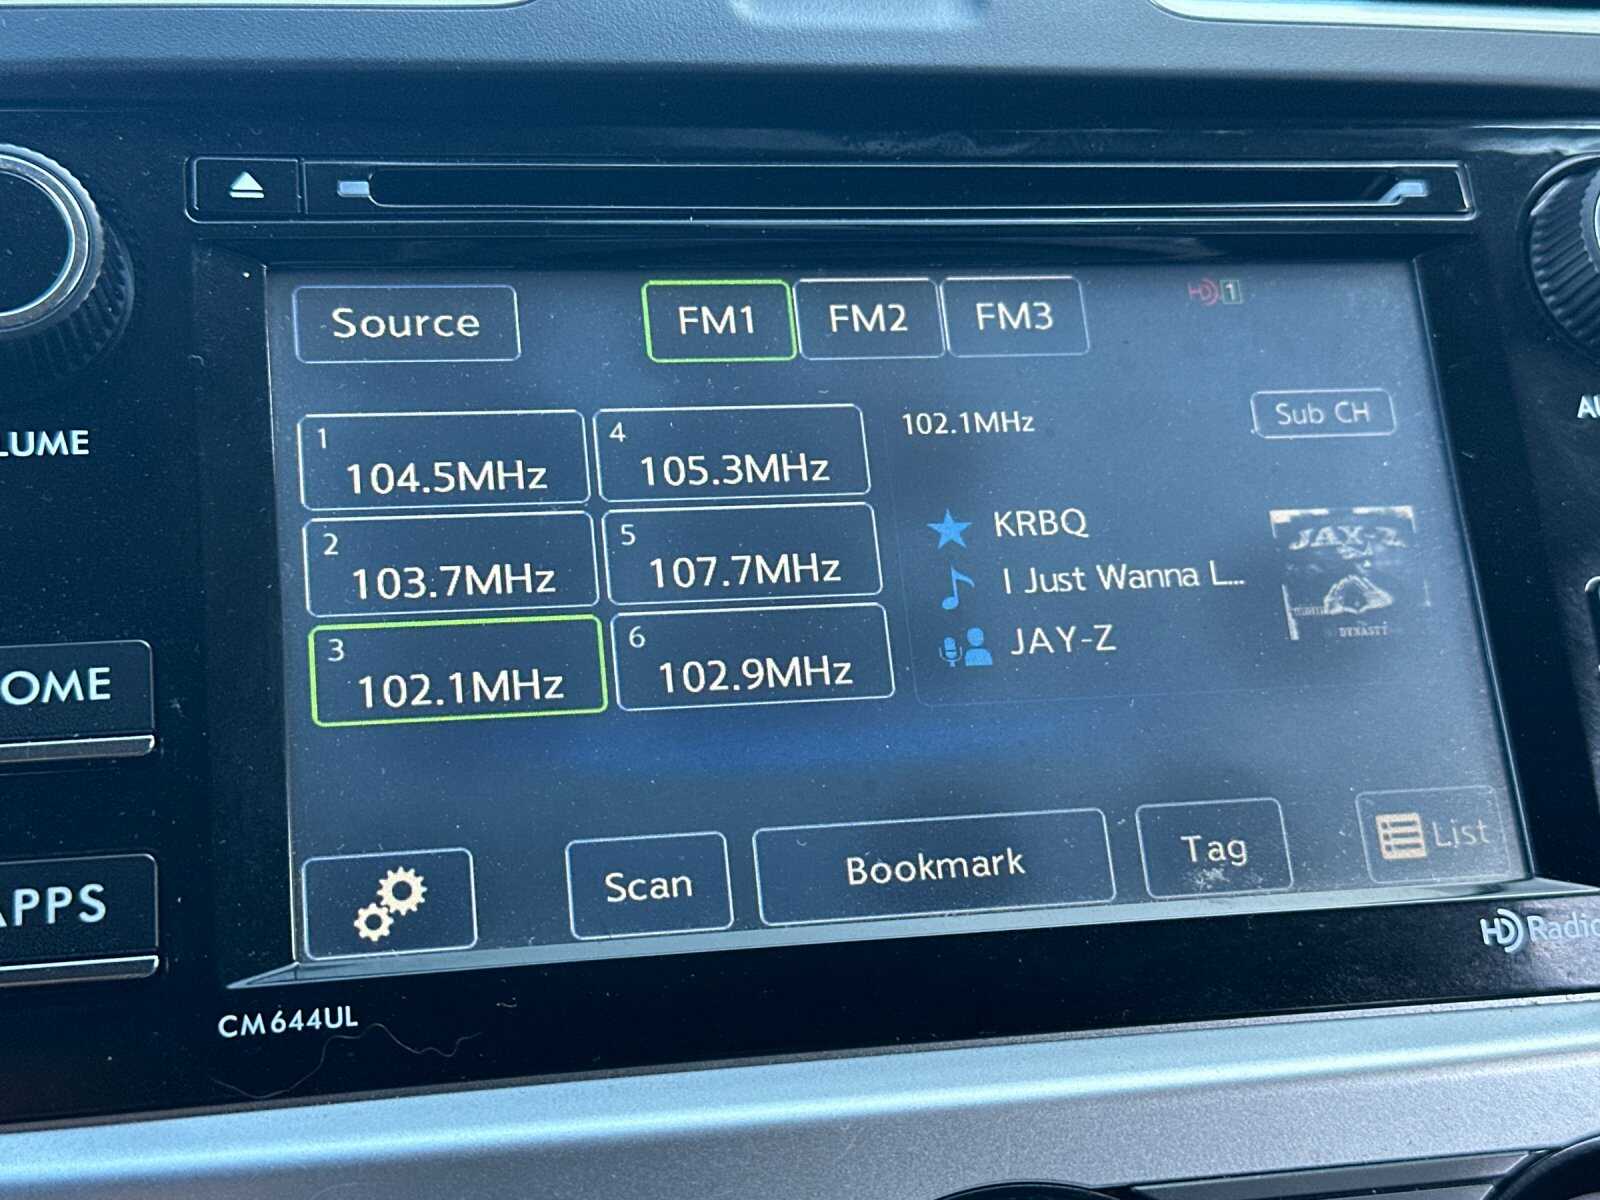 LUME
OME
APPS
Source
FM1
FM2
FM3
HD 1
1
104.5MHz
4
105.3MHz
2
103.7MHz
5
107.7MHz
3
102.1MHz
6
102.9MHz
102.1MHz
Sub CH
KRBQ
I Just Wanna L...
JAY-Z
JAY-Z
DYNASTY
Scan
Bookmark
Tag
List
CM644UL
HD Radio